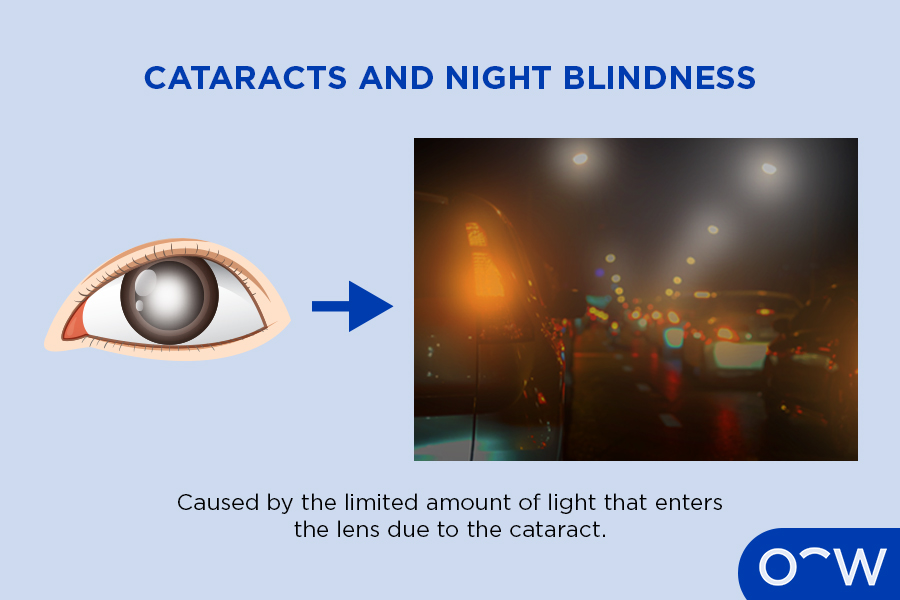 CATARACTS AND NIGHT BLINDNESS
Caused by the limited amount of light that enters
the lens due to the cataract.